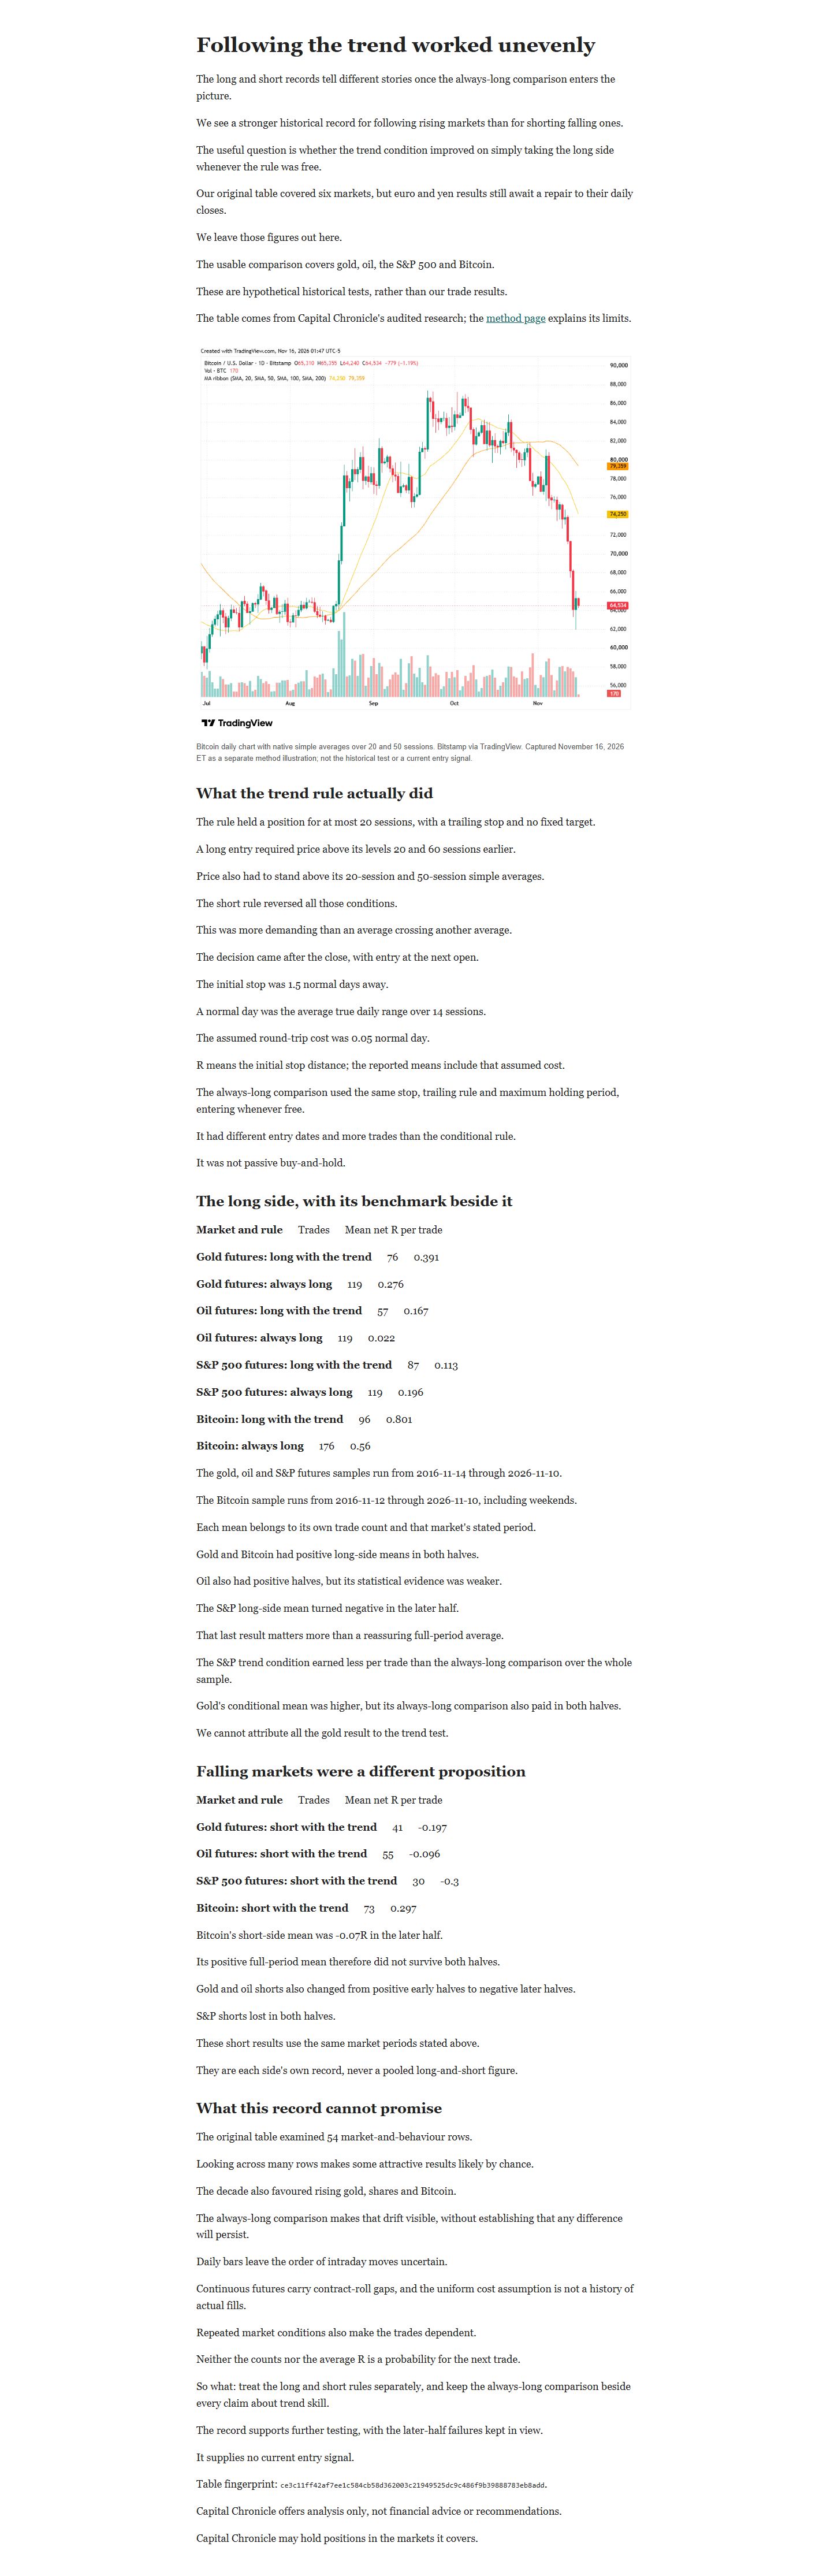 Following the trend worked unevenly
The long and short records tell different stories once the always-long comparison enters the
picture.
We see a stronger historical record for following rising markets than for shorting falling ones.
The useful question is whether the trend condition improved on simply taking the long side
whenever the rule was free.
Our original table covered six markets, but euro and yen results still await a repair to their daily
closes.
We leave those figures out here.
The usable comparison covers gold, oil, the S&P 500 and Bitcoin.
These are hypothetical historical tests, rather than our trade results.
The table comes from Capital Chronicle's audited research; the method page explains its limits.
Created with TradingView.com, Nov 16, 2026 01:47 UTC-5
Bitcoin / U.S. Dollar · 1D · Bitstamp O65,310 H65,255 L64,240 C64,534 -779 (-1.19%)
Vol · BTC 170
MA ribbon (SMA, 20, SMA, 50, SMA, 100, SMA, 200) 74,250 79,359
90,000
88,000
86,000
84,000
82,000
80,000
79,359
78,000
76,000
74,250
72,000
70,000
68,000
66,000
64,534
64,000
62,000
60,000
58,000
56,000
170
Jul Aug Sep Oct Nov
TradingView
Bitcoin daily chart with native simple averages over 20 and 50 sessions. Bitstamp via TradingView. Captured November 16, 2026
ET as a separate method illustration; not the historical test or a current entry signal.
What the trend rule actually did
The rule held a position for at most 20 sessions, with a trailing stop and no fixed target.
A long entry required price above its levels 20 and 60 sessions earlier.
Price also had to stand above its 20-session and 50-session simple averages.
The short rule reversed all those conditions.
This was more demanding than an average crossing another average.
The decision came after the close, with entry at the next open.
The initial stop was 1.5 normal days away.
A normal day was the average true daily range over 14 sessions.
The assumed round-trip cost was 0.05 normal day.
R means the initial stop distance; the reported means include that assumed cost.
The always-long comparison used the same stop, trailing rule and maximum holding period,
entering whenever free.
It had different entry dates and more trades than the conditional rule.
It was not passive buy-and-hold.
The long side, with its benchmark beside it
Market and rule Trades Mean net R per trade
Gold futures: long with the trend 76 0.391
Gold futures: always long 119 0.276
Oil futures: long with the trend 57 0.167
Oil futures: always long 119 0.022
S&P 500 futures: long with the trend 87 0.113
S&P 500 futures: always long 119 0.196
Bitcoin: long with the trend 96 0.801
Bitcoin: always long 176 0.56
The gold, oil and S&P futures samples run from 2016-11-14 through 2026-11-10.
The Bitcoin sample runs from 2016-11-12 through 2026-11-10, including weekends.
Each mean belongs to its own trade count and that market's stated period.
Gold and Bitcoin had positive long-side means in both halves.
Oil also had positive halves, but its statistical evidence was weaker.
The S&P long-side mean turned negative in the later half.
That last result matters more than a reassuring full-period average.
The S&P trend condition earned less per trade than the always-long comparison over the whole
sample.
Gold's conditional mean was higher, but its always-long comparison also paid in both halves.
We cannot attribute all the gold result to the trend test.
Falling markets were a different proposition
Market and rule Trades Mean net R per trade
Gold futures: short with the trend 41 -0.197
Oil futures: short with the trend 55 -0.096
S&P 500 futures: short with the trend 30 -0.3
Bitcoin: short with the trend 73 0.297
Bitcoin's short-side mean was -0.07R in the later half.
Its positive full-period mean therefore did not survive both halves.
Gold and oil shorts also changed from positive early halves to negative later halves.
S&P shorts lost in both halves.
These short results use the same market periods stated above.
They are each side's own record, never a pooled long-and-short figure.
What this record cannot promise
The original table examined 54 market-and-behaviour rows.
Looking across many rows makes some attractive results likely by chance.
The decade also favoured rising gold, shares and Bitcoin.
The always-long comparison makes that drift visible, without establishing that any difference
will persist.
Daily bars leave the order of intraday moves uncertain.
Continuous futures carry contract-roll gaps, and the uniform cost assumption is not a history of
actual fills.
Repeated market conditions also make the trades dependent.
Neither the counts nor the average R is a probability for the next trade.
So what: treat the long and short rules separately, and keep the always-long comparison beside
every claim about trend skill.
The record supports further testing, with the later-half failures kept in view.
It supplies no current entry signal.
Table fingerprint: ce3c11ff42af7ee1c584cb58d362003c21949525dc9c486f9b39888783eb8add.
Capital Chronicle offers analysis only, not financial advice or recommendations.
Capital Chronicle may hold positions in the markets it covers.